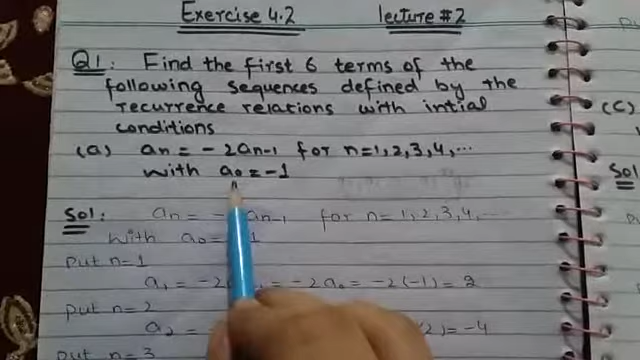 Exercise 4.2 lecture #2
Q1: Find the first 6 terms of the
following sequences defined by the
recurrence relations with intial
conditions
(a) an = -2an-1 for n=1,2,3,4,...
with a0 = -1
Sol: an = - an-1 for n=1,2,3,4,...
with a0 = 1
put n=1
a1 = -2 = -2a0 = -2(-1) = 2
put n=2
a2 = (2) = -4
put n=3
(c)
Sol